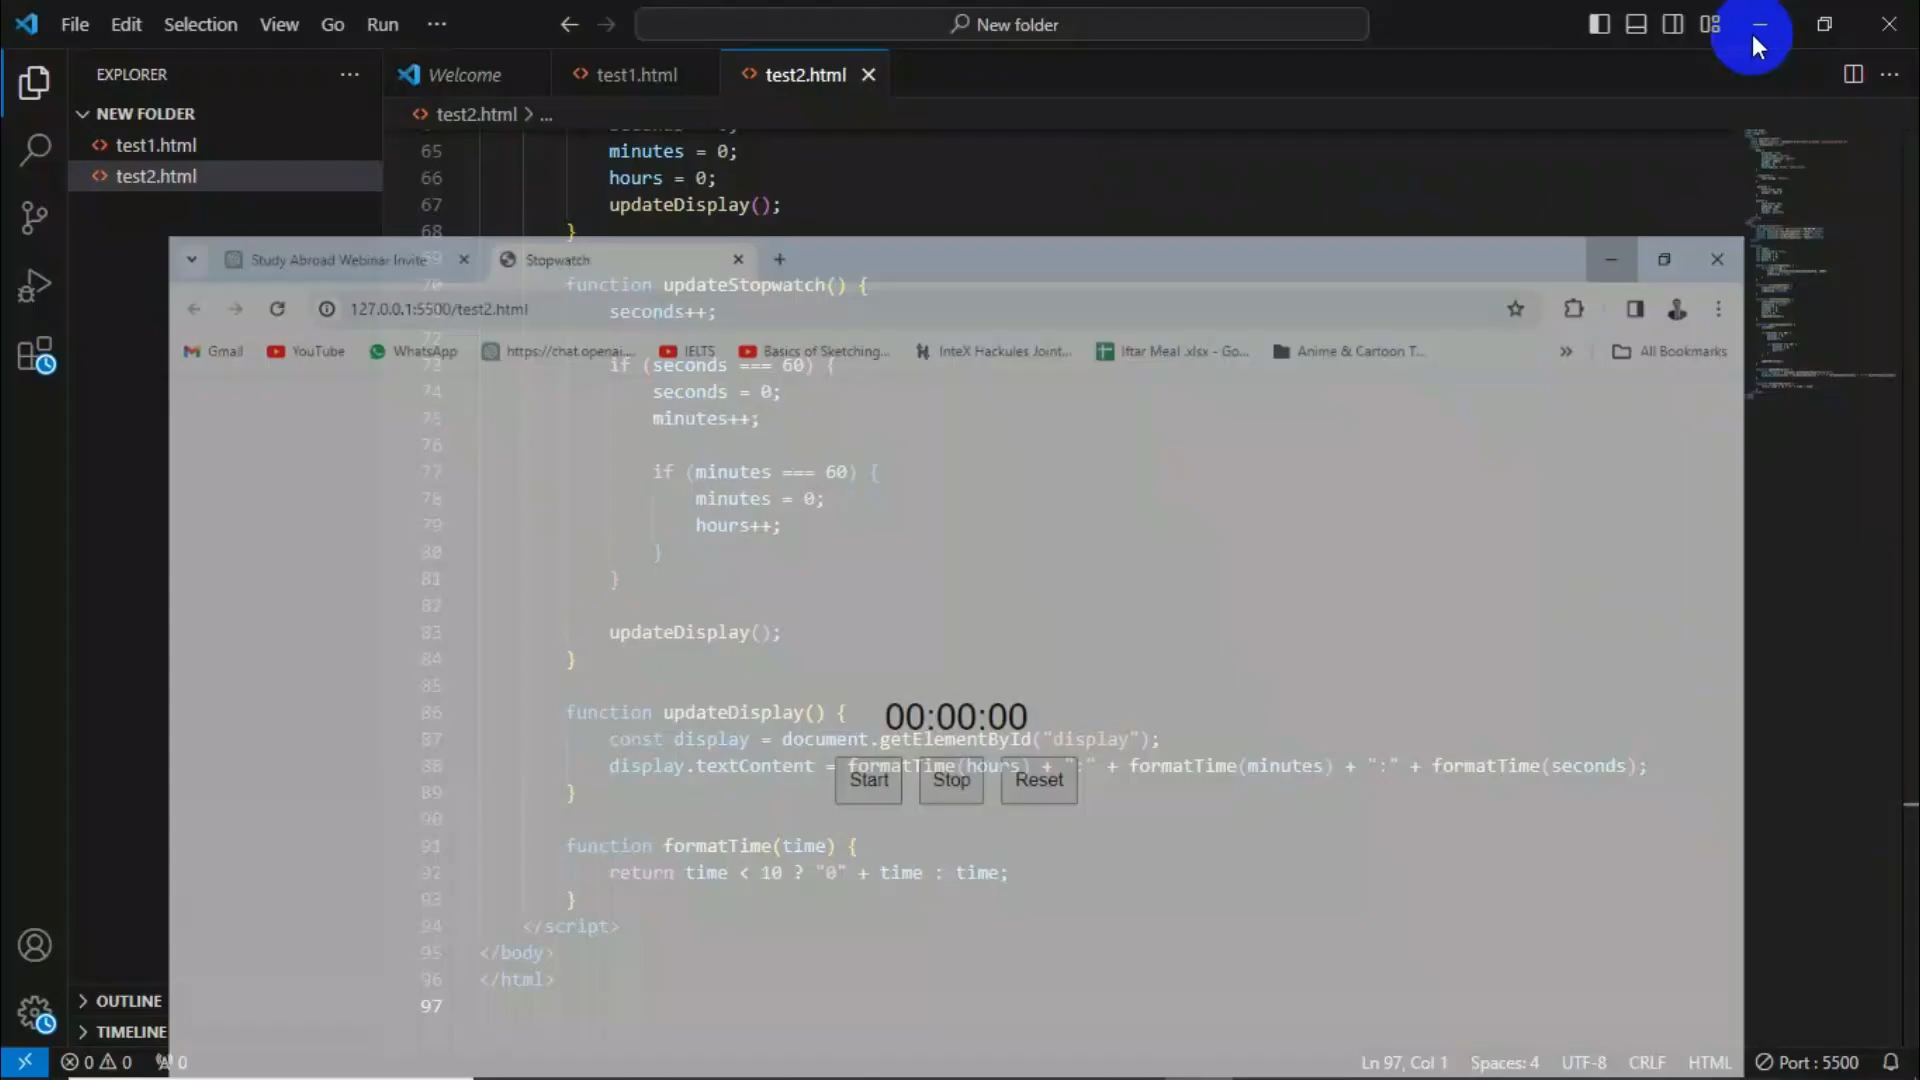 File Edit Selection View Go Run ... New folder
EXPLORER ... Welcome test1.html test2.html
NEW FOLDER
test1.html
test2.html
test2.html > ...
65 minutes = 0;
66 hours = 0;
67 updateDisplay();
68 }
Study Abroad Webinar Invite Stopwatch
70 function updateStopwatch() {
seconds++;
127.0.0.1:5500/test2.html
72
Gmail YouTube WhatsApp https://chat.openai.... IELTS Basics of Sketching... InteX Hackules Joint... Iftar Meal .xlsx - Go... Anime & Cartoon T... » All Bookmarks
73 if (seconds === 60) {
74 seconds = 0;
75 minutes++;
76
77 if (minutes === 60) {
78 minutes = 0;
79 hours++;
80 }
81 }
82
83 updateDisplay();
84 }
85
86 function updateDisplay() {
00:00:00
87 const display = document.getElementById("display");
88 display.textContent = formatTime(hours) + ":" + formatTime(minutes) + ":" + formatTime(seconds);
Start Stop Reset
89 }
90
91 function formatTime(time) {
92 return time < 10 ? "0" + time : time;
93 }
94 </script>
95 </body>
96 </html>
97
OUTLINE
TIMELINE
0 0 0 Ln 97, Col 1 Spaces: 4 UTF-8 CRLF HTML Port : 5500